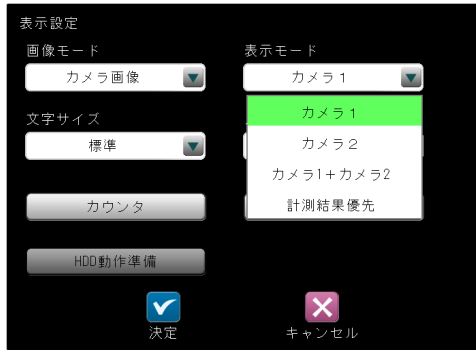 表示設定
画像モード
表示モード
カメラ画像
カメラ１
文字サイズ
標準
カメラ１
カメラ２
カメラ1＋カメラ2
計測結果優先
カウンタ
HDD動作準備
決定
キャンセル